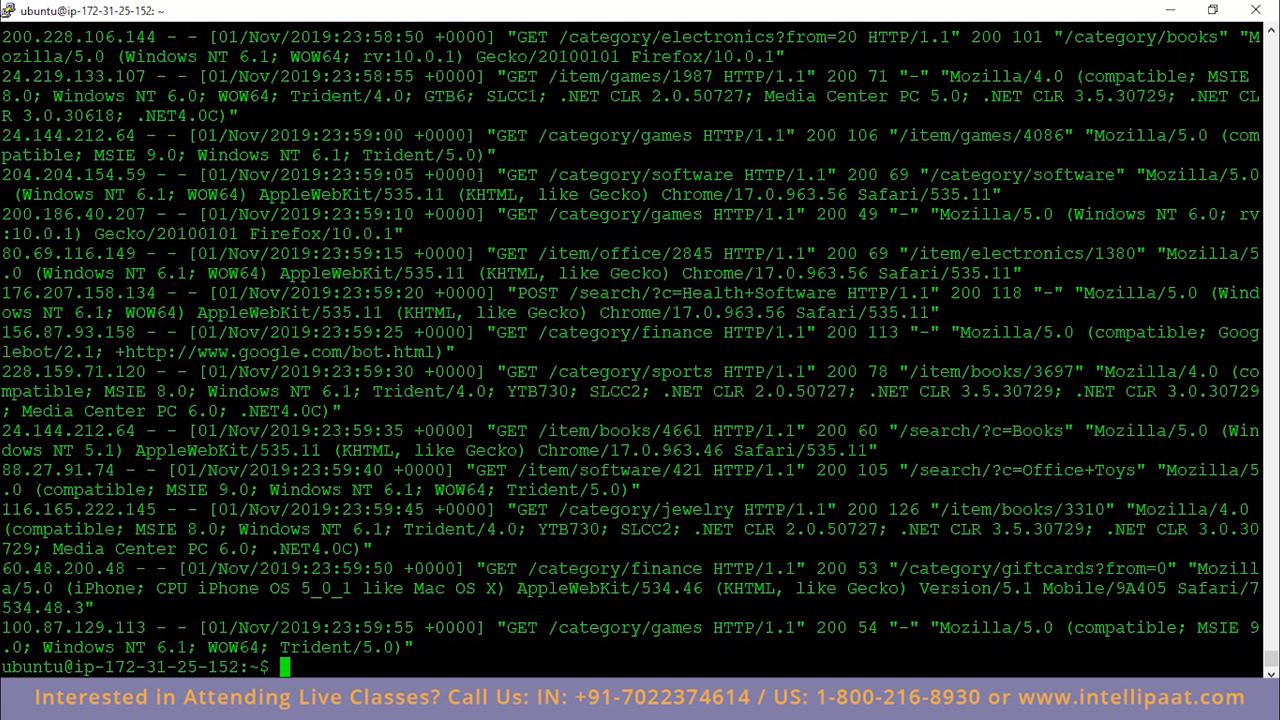 ubuntu@ip-172-31-25-152: ~
200.228.106.144 - - [01/Nov/2019:23:58:50 +0000] "GET /category/electronics?from=20 HTTP/1.1" 200 101 "/category/books" "M
ozilla/5.0 (Windows NT 6.1; WOW64; rv:10.0.1) Gecko/20100101 Firefox/10.0.1"
24.219.133.107 - - [01/Nov/2019:23:58:55 +0000] "GET /item/games/1987 HTTP/1.1" 200 71 "-" "Mozilla/4.0 (compatible; MSIE
8.0; Windows NT 6.0; WOW64; Trident/4.0; GTB6; SLCC1; .NET CLR 2.0.50727; Media Center PC 5.0; .NET CLR 3.5.30729; .NET CL
R 3.0.30618; .NET4.0C)"
24.144.212.64 - - [01/Nov/2019:23:59:00 +0000] "GET /category/games HTTP/1.1" 200 106 "/item/games/4086" "Mozilla/5.0 (com
patible; MSIE 9.0; Windows NT 6.1; Trident/5.0)"
204.204.154.59 - - [01/Nov/2019:23:59:05 +0000] "GET /category/software HTTP/1.1" 200 69 "/category/software" "Mozilla/5.0
(Windows NT 6.1; WOW64) AppleWebKit/535.11 (KHTML, like Gecko) Chrome/17.0.963.56 Safari/535.11"
200.186.40.207 - - [01/Nov/2019:23:59:10 +0000] "GET /category/games HTTP/1.1" 200 49 "-" "Mozilla/5.0 (Windows NT 6.0; rv
:10.0.1) Gecko/20100101 Firefox/10.0.1"
80.69.116.149 - - [01/Nov/2019:23:59:15 +0000] "GET /item/office/2845 HTTP/1.1" 200 69 "/item/electronics/1380" "Mozilla/5
.0 (Windows NT 6.1; WOW64) AppleWebKit/535.11 (KHTML, like Gecko) Chrome/17.0.963.56 Safari/535.11"
176.207.158.134 - - [01/Nov/2019:23:59:20 +0000] "POST /search/?c=Health+Software HTTP/1.1" 200 118 "-" "Mozilla/5.0 (Wind
ows NT 6.1; WOW64) AppleWebKit/535.11 (KHTML, like Gecko) Chrome/17.0.963.56 Safari/535.11"
156.87.93.158 - - [01/Nov/2019:23:59:25 +0000] "GET /category/finance HTTP/1.1" 200 113 "-" "Mozilla/5.0 (compatible; Goog
lebot/2.1; +http://www.google.com/bot.html)"
228.159.71.120 - - [01/Nov/2019:23:59:30 +0000] "GET /category/sports HTTP/1.1" 200 78 "/item/books/3697" "Mozilla/4.0 (co
mpatible; MSIE 8.0; Windows NT 6.1; Trident/4.0; YTB730; SLCC2; .NET CLR 2.0.50727; .NET CLR 3.5.30729; .NET CLR 3.0.30729
; Media Center PC 6.0; .NET4.0C)"
24.144.212.64 - - [01/Nov/2019:23:59:35 +0000] "GET /item/books/4661 HTTP/1.1" 200 60 "/search/?c=Books" "Mozilla/5.0 (Win
dows NT 5.1) AppleWebKit/535.11 (KHTML, like Gecko) Chrome/17.0.963.46 Safari/535.11"
88.27.91.74 - - [01/Nov/2019:23:59:40 +0000] "GET /item/software/421 HTTP/1.1" 200 105 "/search/?c=Office+Toys" "Mozilla/5
.0 (compatible; MSIE 9.0; Windows NT 6.1; WOW64; Trident/5.0)"
116.165.222.145 - - [01/Nov/2019:23:59:45 +0000] "GET /category/jewelry HTTP/1.1" 200 126 "/item/books/3310" "Mozilla/4.0
(compatible; MSIE 8.0; Windows NT 6.1; Trident/4.0; YTB730; SLCC2; .NET CLR 2.0.50727; .NET CLR 3.5.30729; .NET CLR 3.0.30
729; Media Center PC 6.0; .NET4.0C)"
60.48.200.48 - - [01/Nov/2019:23:59:50 +0000] "GET /category/finance HTTP/1.1" 200 53 "/category/giftcards?from=0" "Mozill
a/5.0 (iPhone; CPU iPhone OS 5_0_1 like Mac OS X) AppleWebKit/534.46 (KHTML, like Gecko) Version/5.1 Mobile/9A405 Safari/7
534.48.3"
100.87.129.113 - - [01/Nov/2019:23:59:55 +0000] "GET /category/games HTTP/1.1" 200 54 "-" "Mozilla/5.0 (compatible; MSIE 9
.0; Windows NT 6.1; WOW64; Trident/5.0)"
ubuntu@ip-172-31-25-152:~$
Interested in Attending Live Classes? Call Us: IN: +91-7022374614 / US: 1-800-216-8930 or www.intellipaat.com